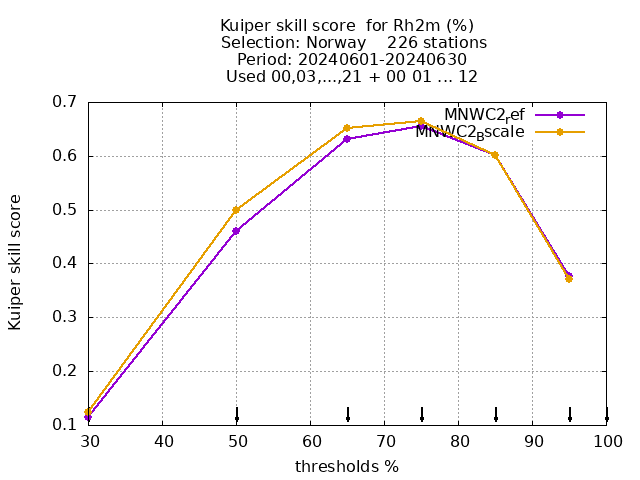 Kuiper skill score  for Rh2m (%)
Selection: Norway    226 stations
Period: 20240601-20240630
Used 00,03,...,21 + 00 01 ... 12
MNWC2ref
MNWC2Bscale
0.7
0.6
0.5
0.4
0.3
0.2
0.1
Kuiper skill score
30 40 50 60 70 80 90 100
thresholds %